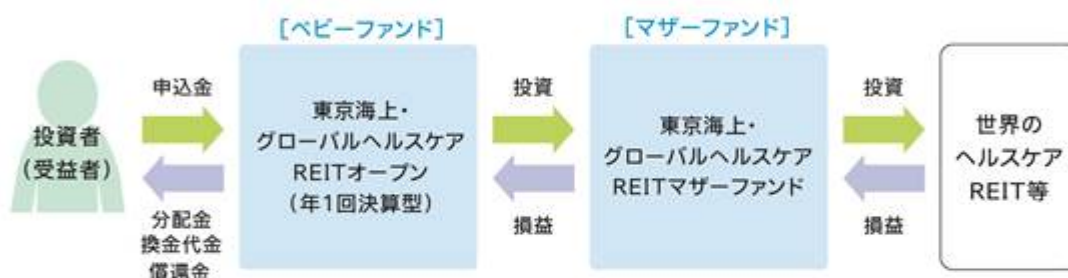 [ベビーファンド]
[マザーファンド]
投資者
(受益者)
申込金
分配金
換金代金
償還金
東京海上・
グローバルヘルスケア
REITオープン
(年1回決算型)
投資
損益
東京海上・
グローバルヘルスケア
REITマザーファンド
投資
損益
世界の
ヘルスケア
REIT等